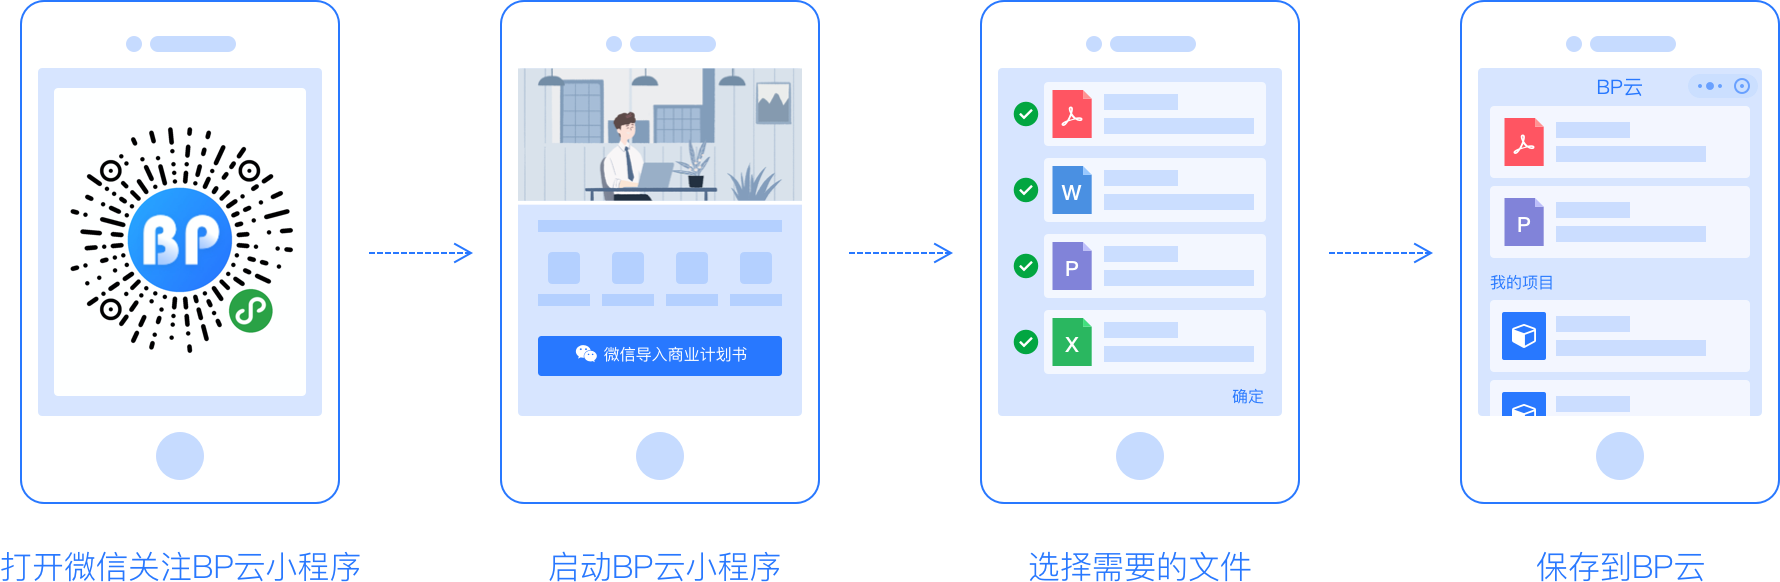 BP
打开微信关注BP云小程序
微信导入商业计划书
启动BP云小程序
W
P
X
确定
选择需要的文件
BP云
P
我的项目
保存到BP云